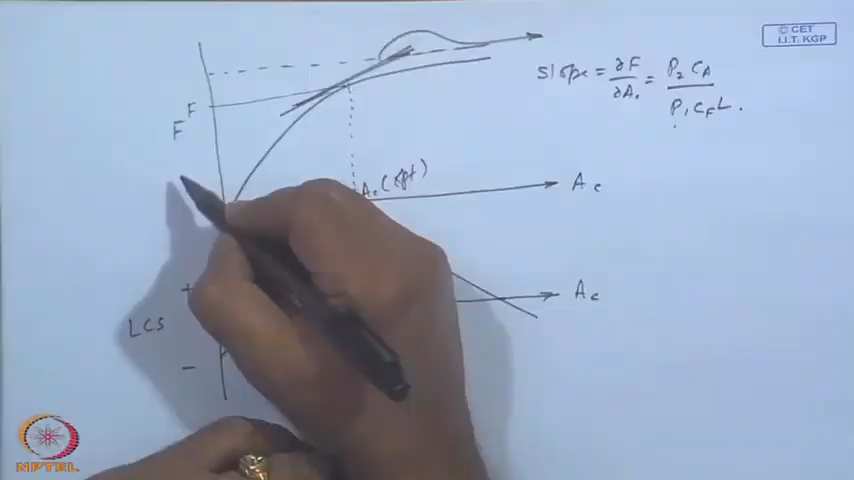 © CET
I.I.T. KGP
Slope = ∂F/∂A₁ = P₂ C_A / P₁ C_F L.
F
F
A_c (opt)
A_c
+
A_c
LCS
-
NPTEL